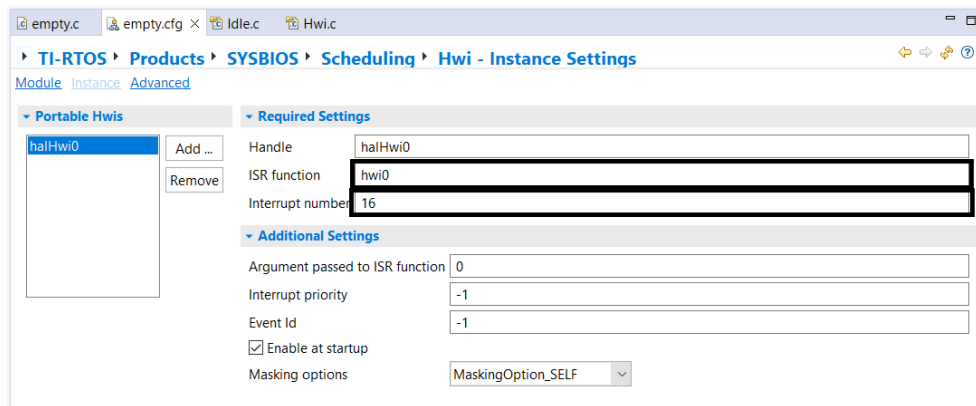 empty.c empty.cfg Idle.c Hwi.c
TI-RTOS Products SYSBIOS Scheduling Hwi - Instance Settings
Module Instance Advanced
Portable Hwis
halHwi0
Add ...
Remove
Required Settings
Handle halHwi0
ISR function hwi0
Interrupt number 16
Additional Settings
Argument passed to ISR function 0
Interrupt priority -1
Event Id -1
Enable at startup
Masking options MaskingOption_SELF